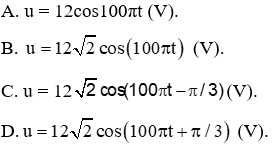 A. u = 12cos100πt (V).
B. u = 12√2 cos(100πt) (V).
C. u = 12√2 cos(100πt − π/3)(V).
D. u = 12√2 cos(100πt + π/3) (V).